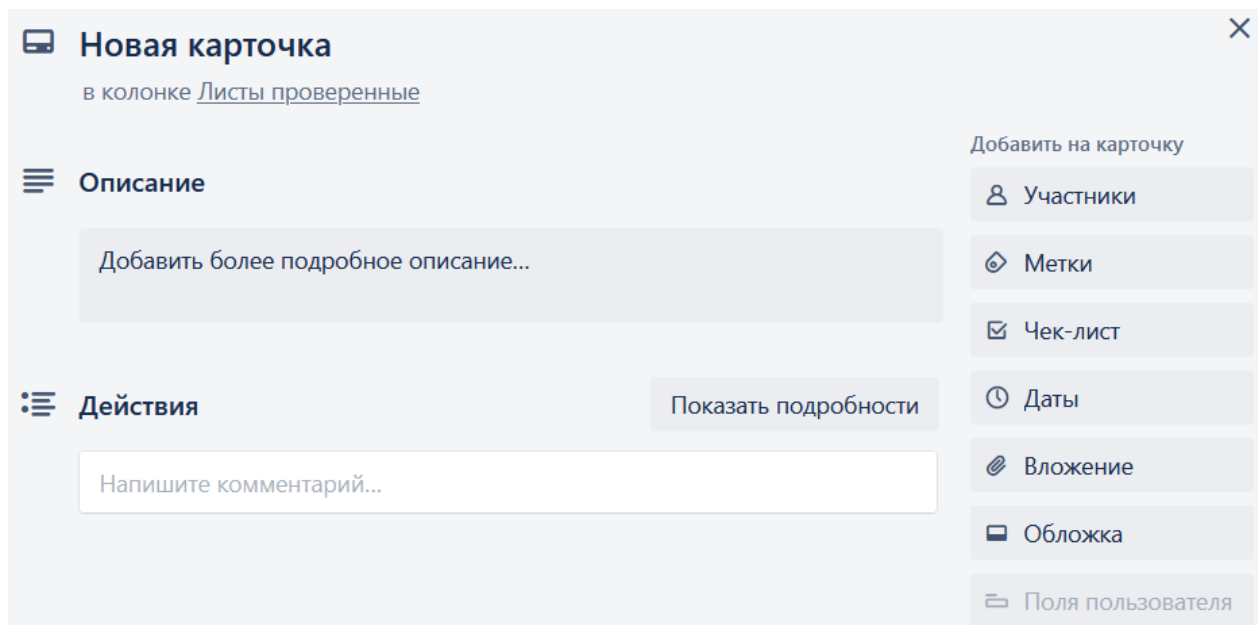 Новая карточка
в колонке Листы проверенные
Описание
Добавить более подробное описание...
Действия
Показать подробности
Напишите комментарий...
Добавить на карточку
Участники
Метки
Чек-лист
Даты
Вложение
Обложка
Поля пользователя